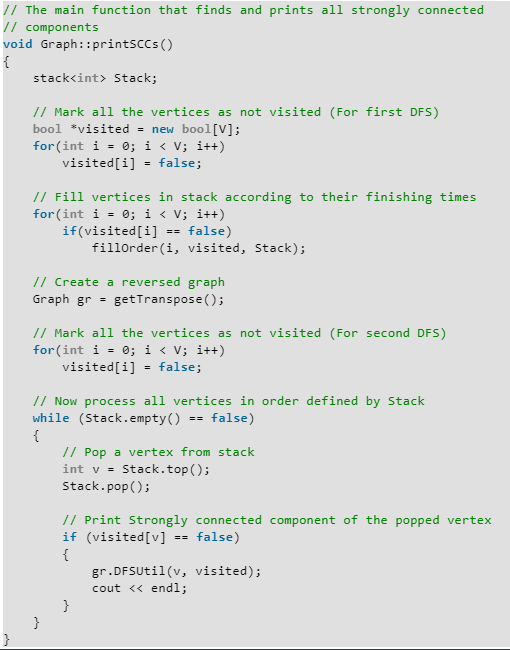 // The main function that finds and prints all strongly connected
// components
void Graph::printSCCs()
{
    stack<int> Stack;

    // Mark all the vertices as not visited (For first DFS)
    bool *visited = new bool[V];
    for(int i = 0; i < V; i++)
        visited[i] = false;

    // Fill vertices in stack according to their finishing times
    for(int i = 0; i < V; i++)
        if(visited[i] == false)
            fillOrder(i, visited, Stack);

    // Create a reversed graph
    Graph gr = getTranspose();

    // Mark all the vertices as not visited (For second DFS)
    for(int i = 0; i < V; i++)
        visited[i] = false;

    // Now process all vertices in order defined by Stack
    while (Stack.empty() == false)
    {
        // Pop a vertex from stack
        int v = Stack.top();
        Stack.pop();

        // Print Strongly connected component of the popped vertex
        if (visited[v] == false)
        {
            gr.DFSUtil(v, visited);
            cout << endl;
        }
    }
}